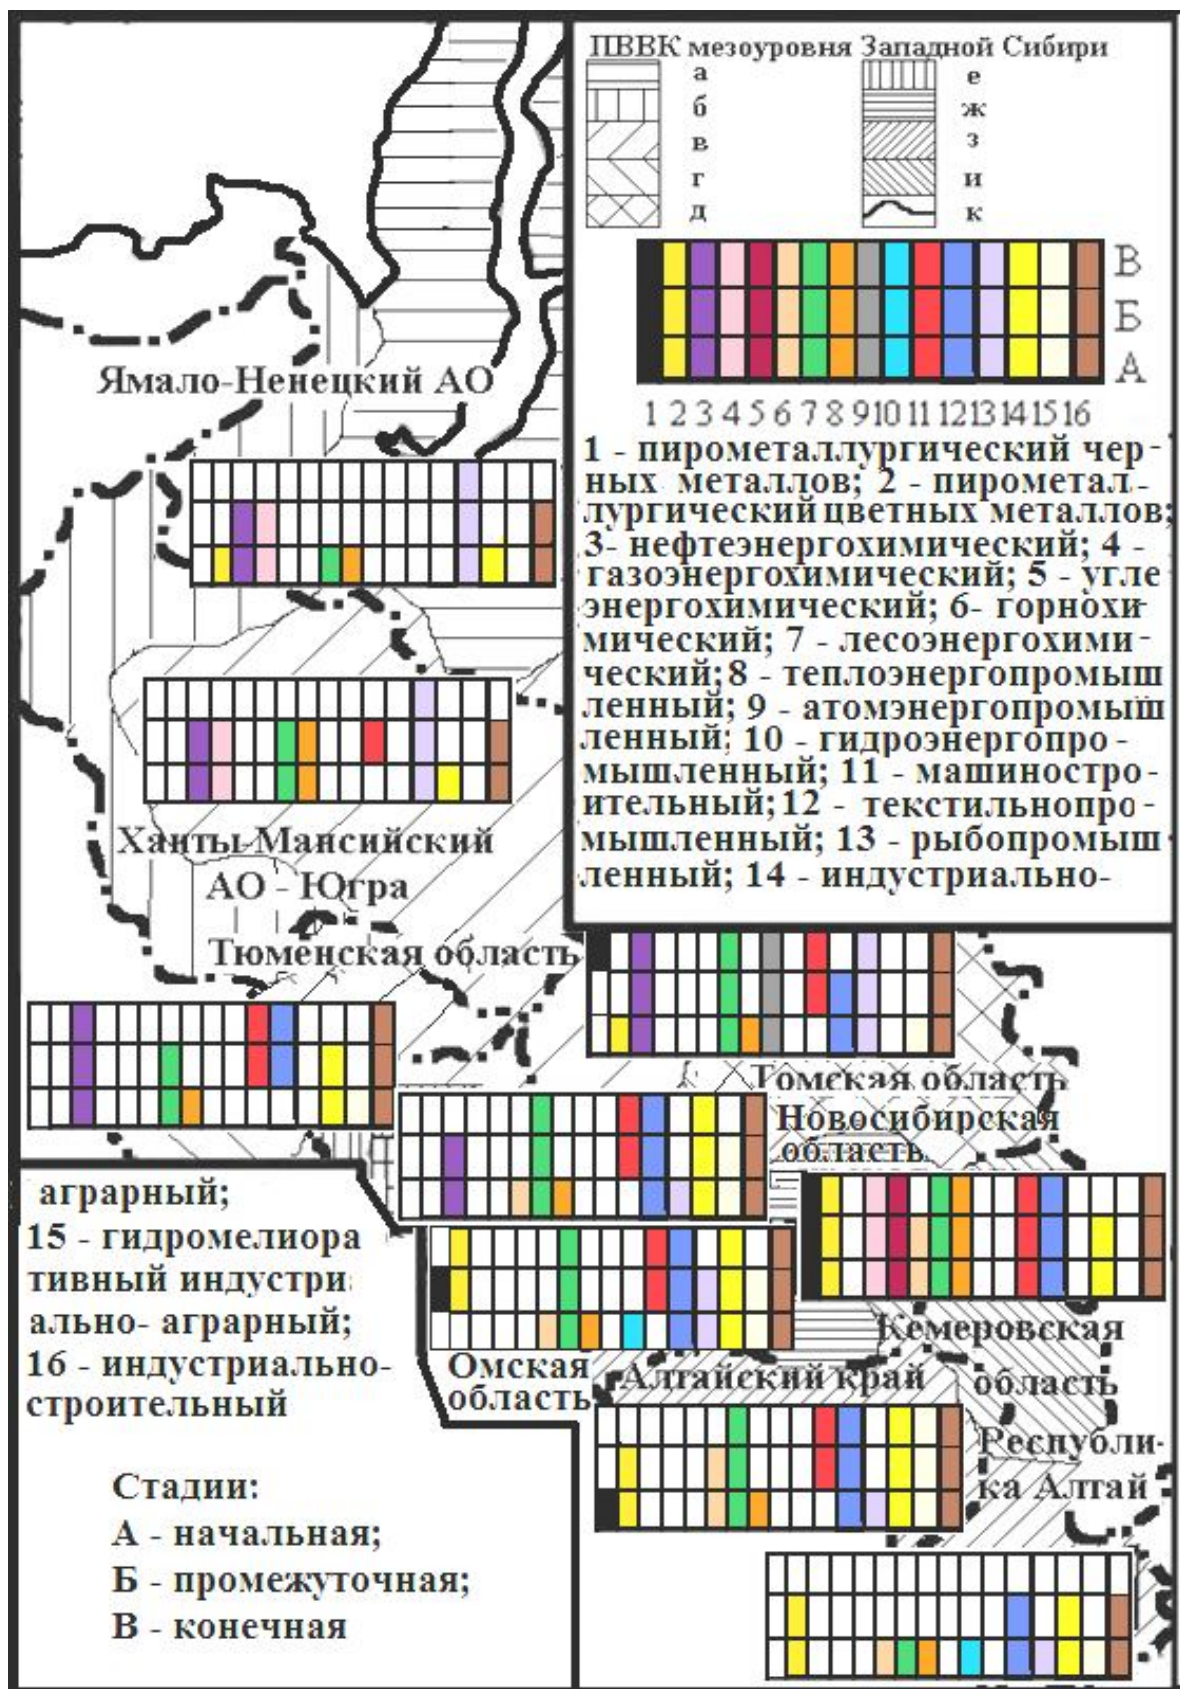 ПВВК мезоуровня Западной Сибири
а
б
в
г
д
е
ж
з
и
к
В
Б
А
1 2 3 4 5 6 7 8 9 10 11 12 13 14 15 16
1 - пирометаллургический чер-
ных металлов; 2 - пирометал-
лургический цветных металлов;
3- нефтеэнергохимический; 4 -
газоэнергохимический; 5 - угле
энергохимический; 6- горнохи-
мический; 7 - лесоэнергохими-
ческий; 8 - теплоэнергопромыш
ленный; 9 - атомэнергопромыш
ленный; 10 - гидроэнергопро-
мышленный; 11 - машиностро-
ительный; 12 - текстильнопро-
мышленный; 13 - рыбопромыш-
ленный; 14 - индустриально-
Ямало-Ненецкий АО
Ханты-Мансийский
АО - Югра
Тюменская область
Томская область
Новосибирская
область
Кемеровская
область
Омская
область
Алтайский край
Республи-
ка Алтай
аграрный;
15 - гидромелиора
тивный индустри
ально- аграрный;
16 - индустриально-
строительный
Стадии:
А - начальная;
Б - промежуточная;
В - конечная